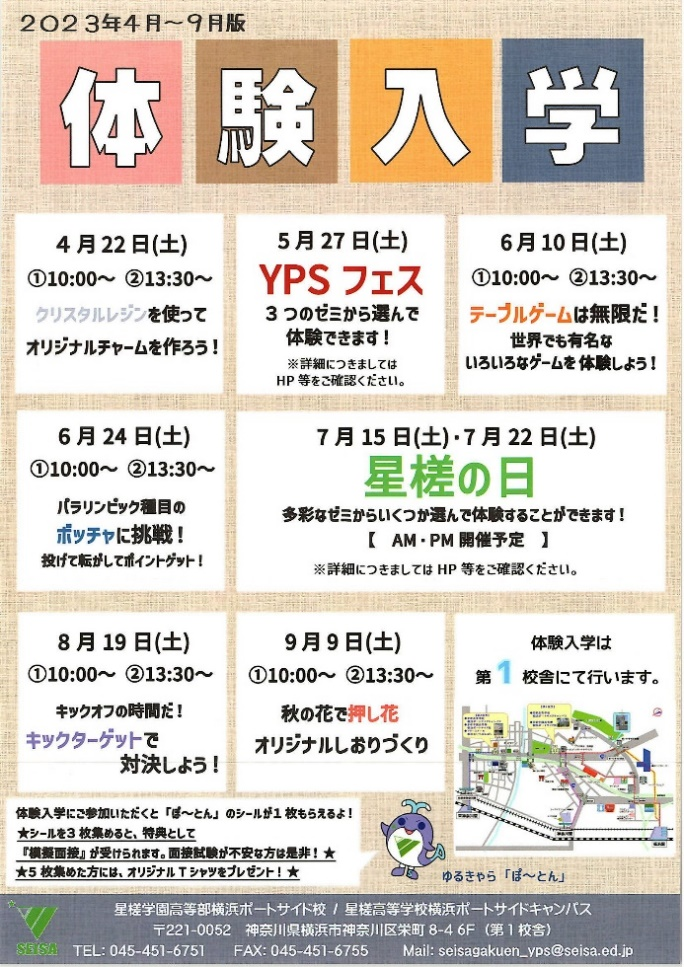 2023年4月～9月版
体験入学
4月22日(土)
①10:00～ ②13:30～
クリスタルレジンを使って
オリジナルチャームを作ろう！
5月27日(土)
YPSフェス
3つのゼミから選んで
体験できます！
※詳細につきましては
HP等をご確認ください。
6月10日(土)
①10:00～ ②13:30～
テーブルゲームは無限だ！
世界でも有名な
いろいろなゲームを体験しよう！
6月24日(土)
①10:00～ ②13:30～
パラリンピック種目の
ボッチャに挑戦！
投げて転がしてポイントゲット！
7月15日(土)・7月22日(土)
星槎の日
多彩なゼミからいくつか選んで体験することができます！
【 AM・PM開催予定 】
※詳細につきましてはHP等をご確認ください。
8月19日(土)
①10:00～ ②13:30～
キックオフの時間だ！
キックターゲットで
対決しよう！
9月9日(土)
①10:00～ ②13:30～
秋の花で押し花
オリジナルしおりづくり
体験入学は
第1校舎にて行います。
体験入学にご参加いただくと「ぽ～とん」のシールが1枚もらえるよ！
★シールを3枚集めると、特典として
『模擬面接』が受けられます。面接試験が不安な方は是非！★
★5枚集めた方には、オリジナルTシャツをプレゼント！★
ゆるきゃら「ぽ～とん」
SEISA
星槎学園高等部横浜ポートサイド校 / 星槎高等学校横浜ポートサイドキャンパス
〒221-0052 神奈川県横浜市神奈川区栄町8-4 6F（第1校舎）
TEL: 045-451-6751 FAX: 045-455-6755 Mail: seisagakuen_yps@seisa.ed.jp